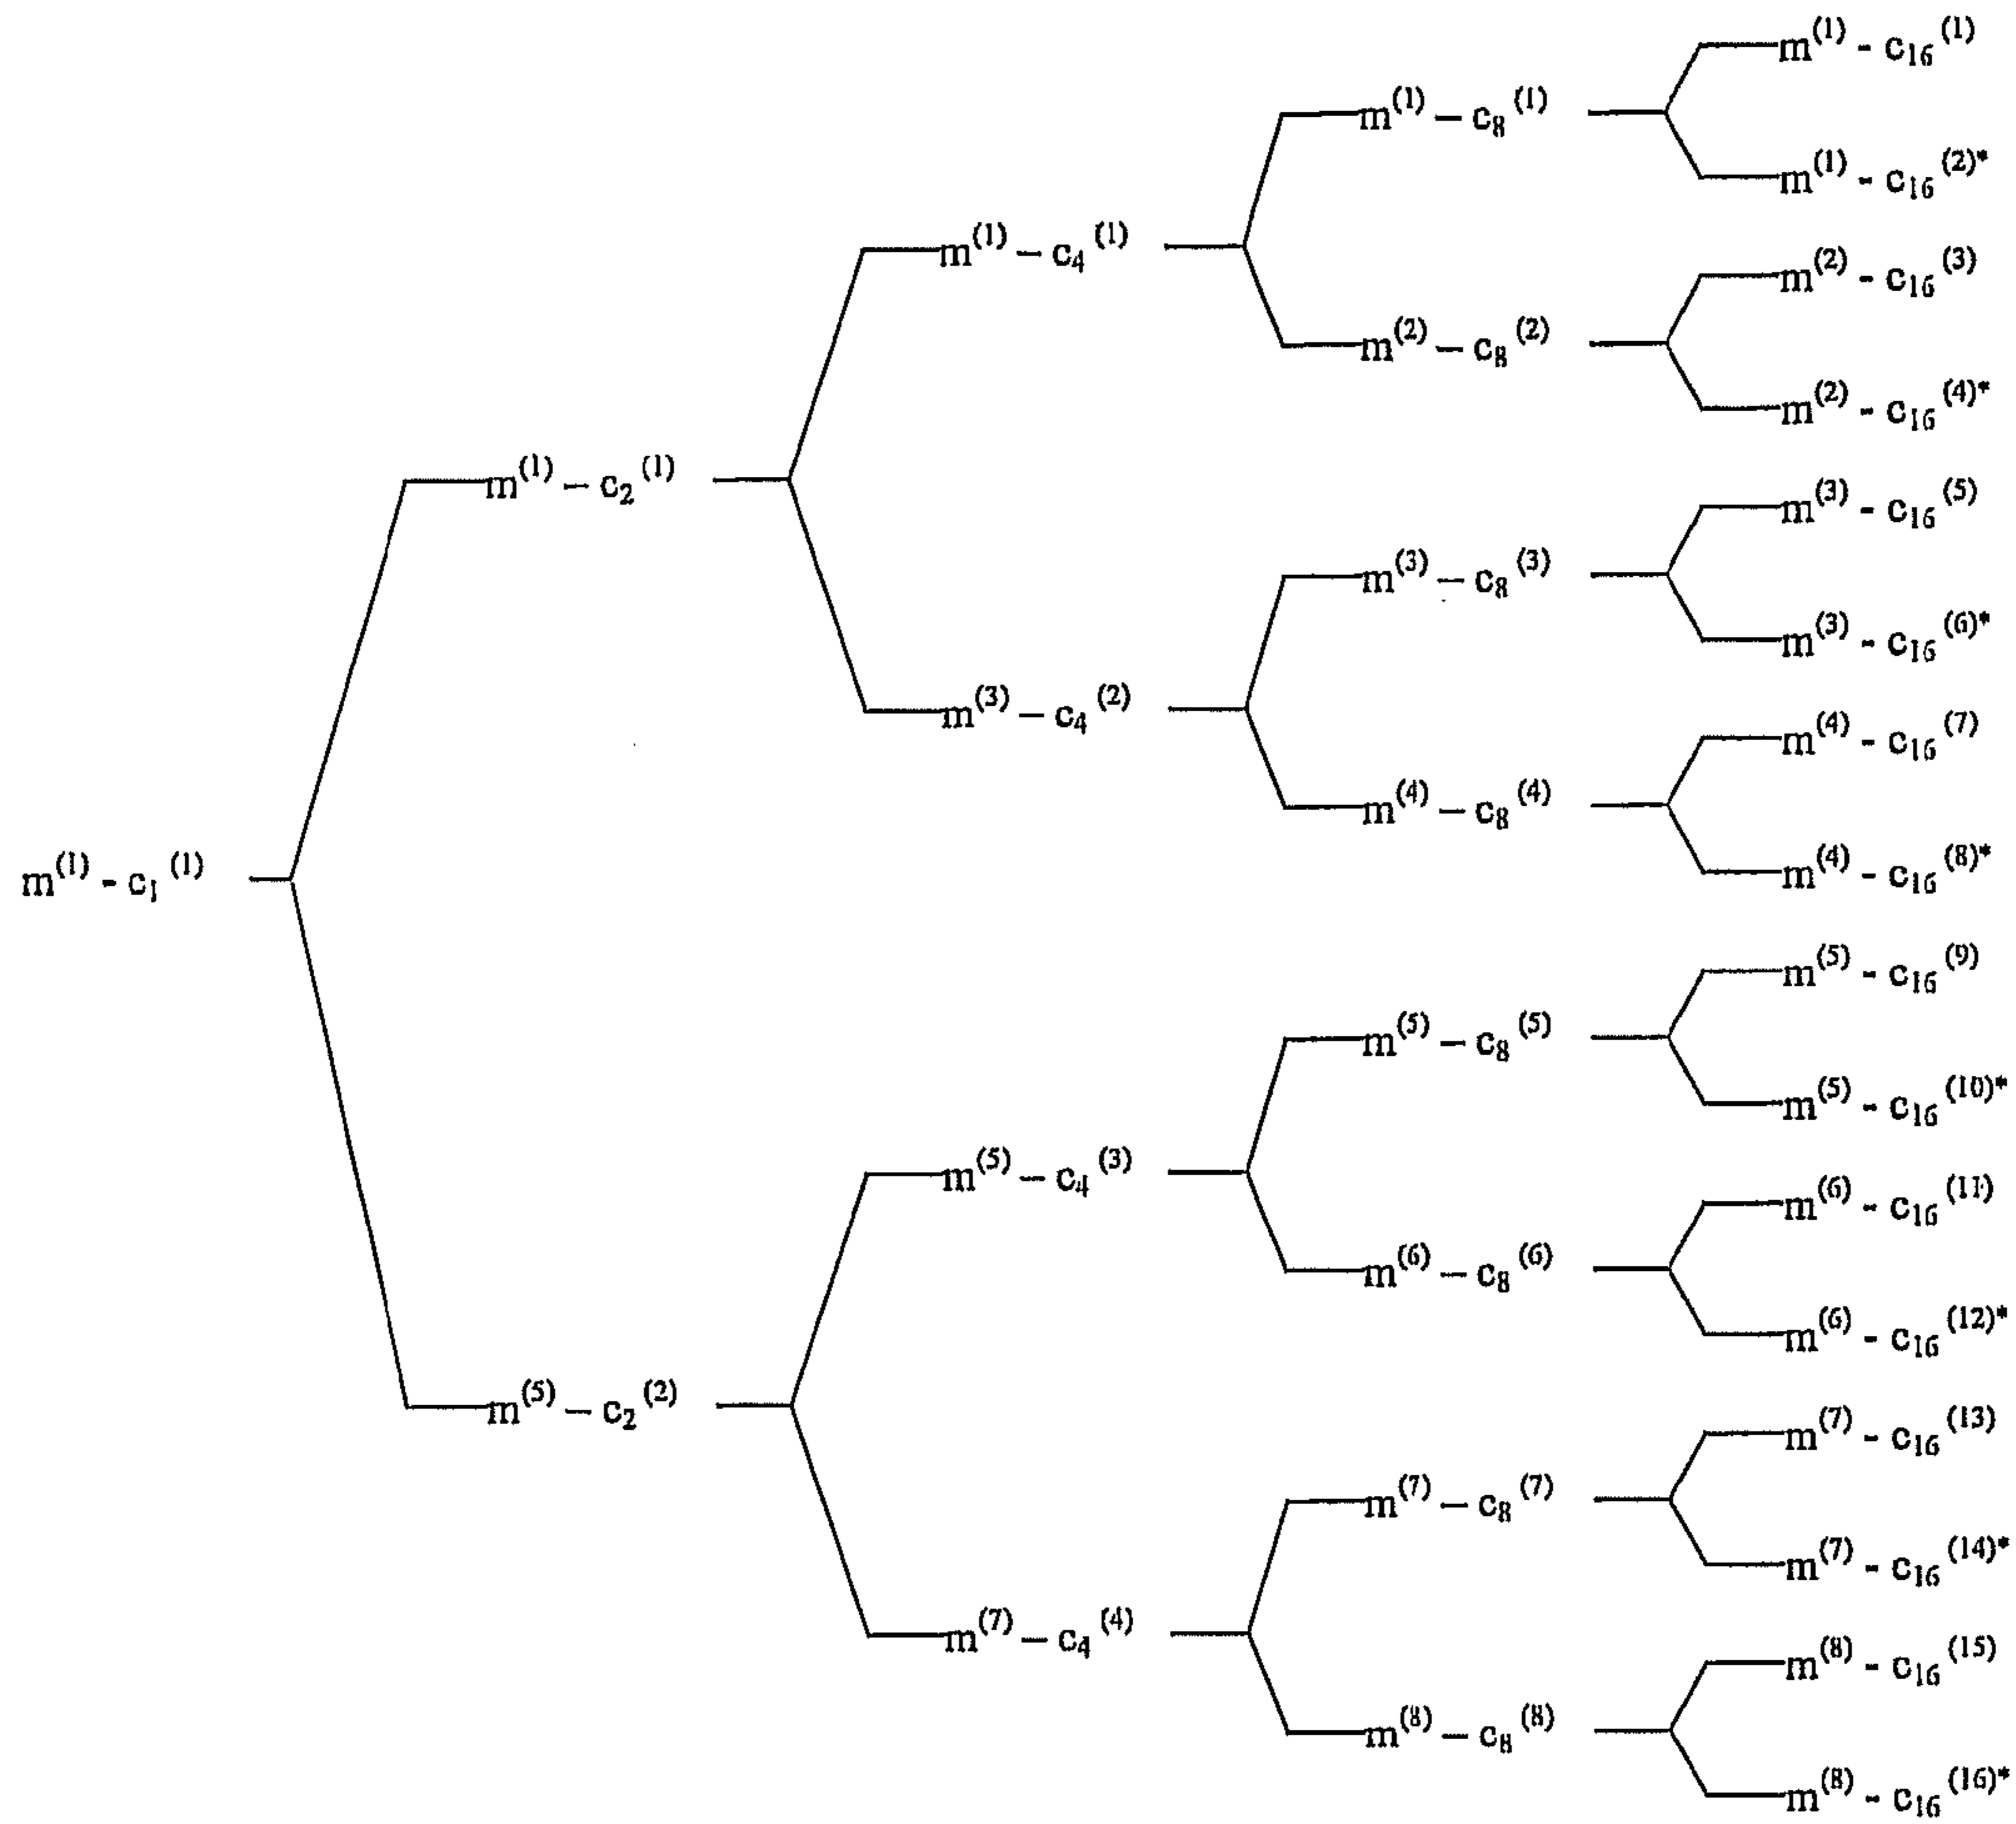 m(1) - c16(1)
m(1) – c8(1)
m(1) - c16(2)*
m(1) – c4(1)
m(2) - c16(3)
m(2) – c8(2)
m(2) - c16(4)*
m(1) – c2(1)
m(3) - c16(5)
m(3) – c8(3)
m(3) - c16(6)*
m(3) – c4(2)
m(4) - c16(7)
m(4) – c8(4)
m(4) - c16(8)*
m(1) - c1(1)
m(5) - c16(9)
m(5) – c8(5)
m(5) - c16(10)*
m(5) – c4(3)
m(6) - c16(11)
m(6) – c8(6)
m(6) - c16(12)*
m(5) – c2(2)
m(7) - c16(13)
m(7) – c8(7)
m(7) - c16(14)*
m(7) – c4(4)
m(8) - c16(15)
m(8) – c8(8)
m(8) - c16(16)*